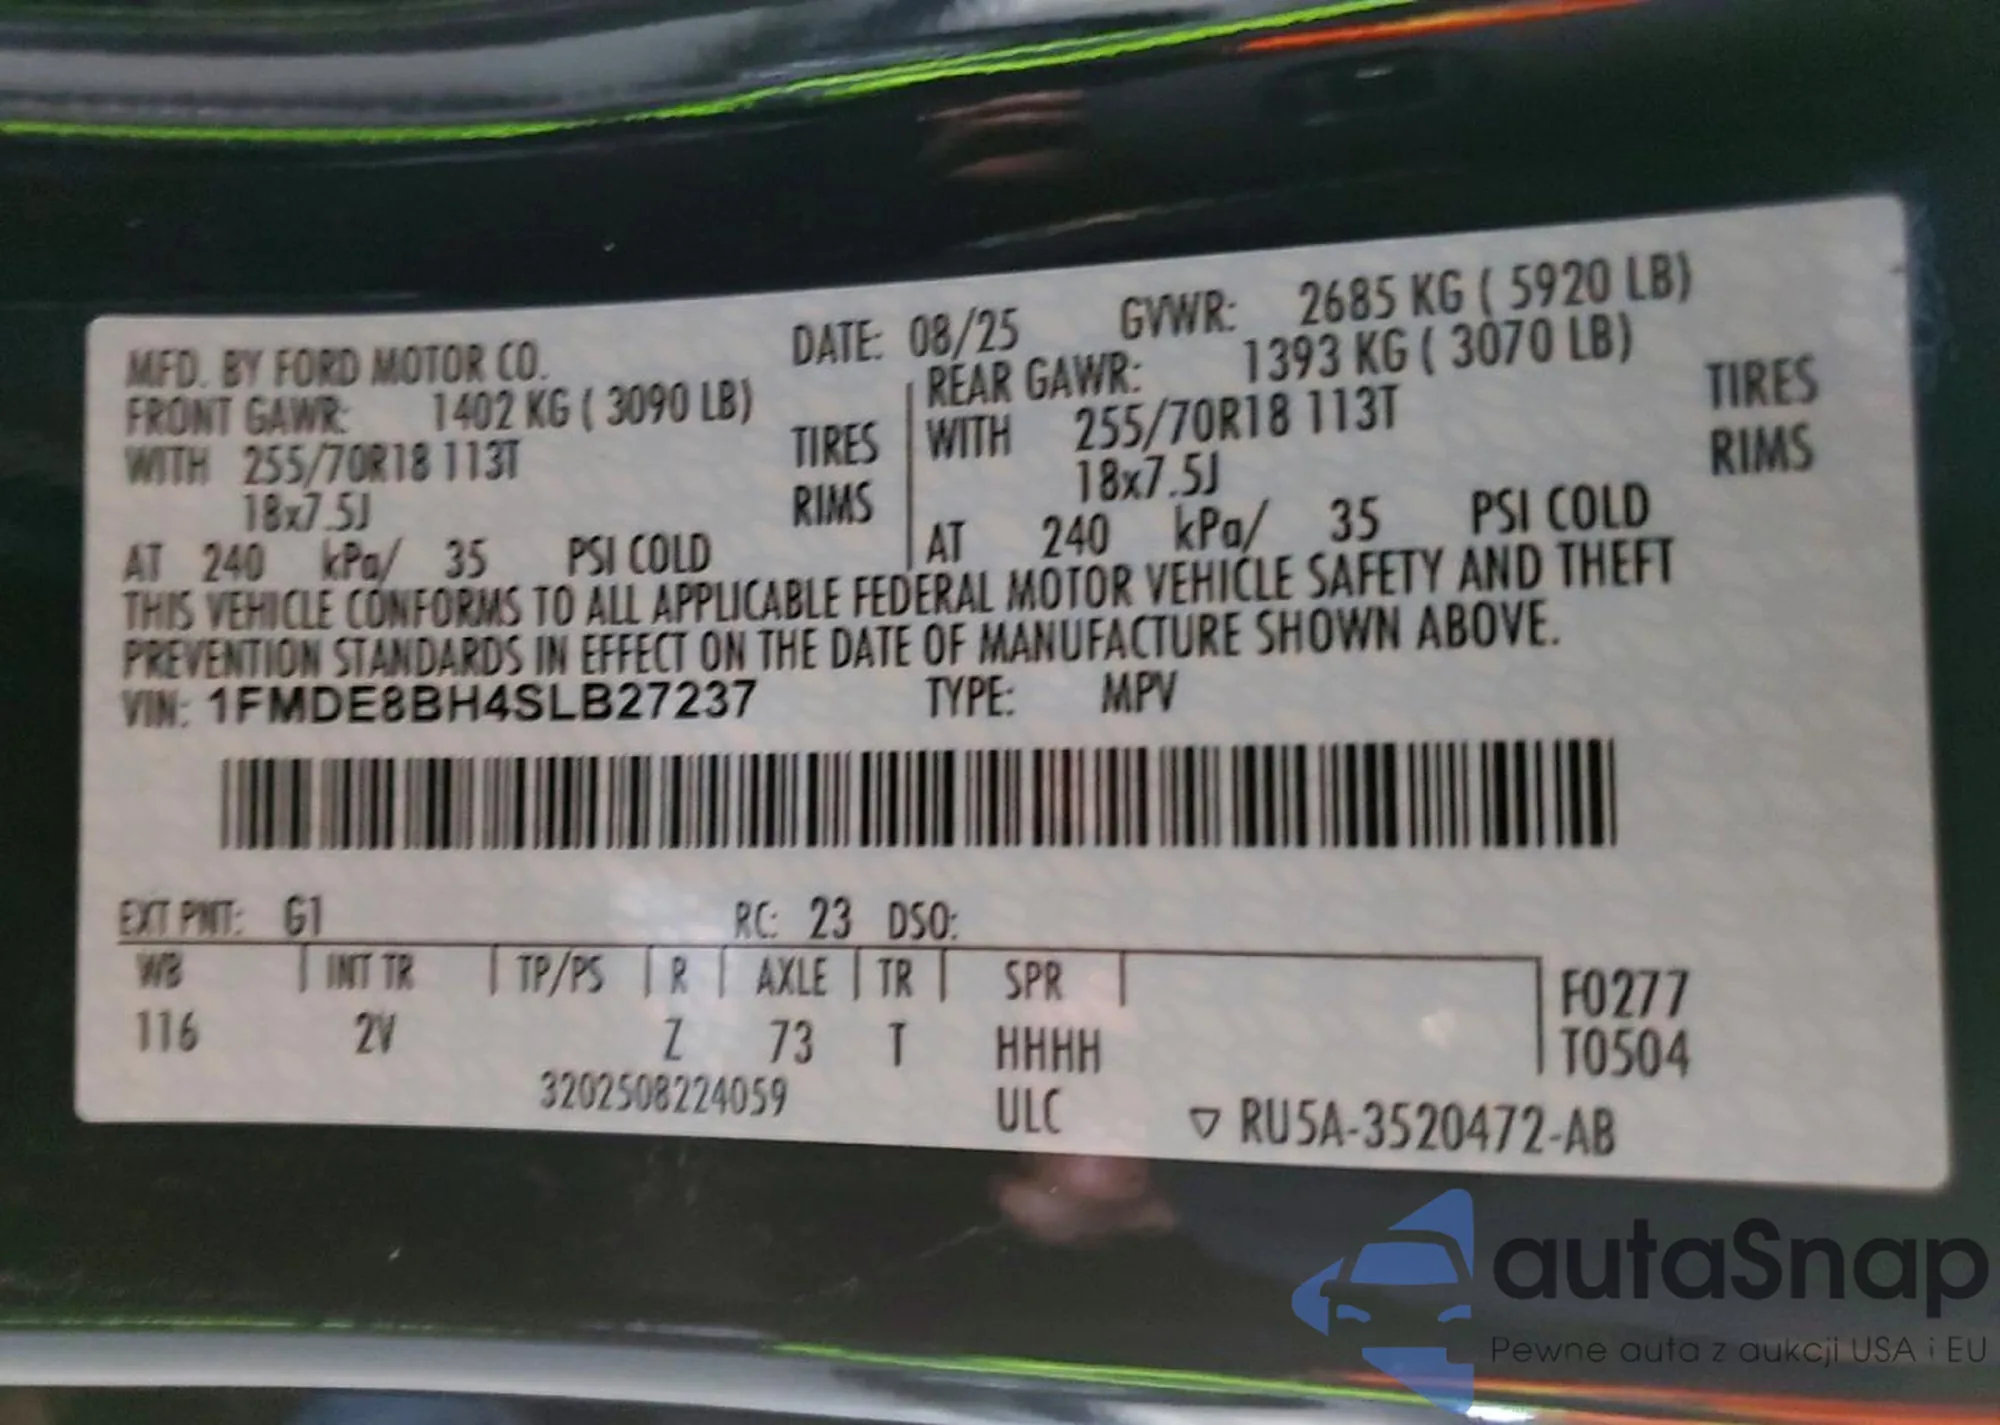 MFD. BY FORD MOTOR CO. DATE: 08/25 GVWR: 2685 KG ( 5920 LB)
FRONT GAWR: 1402 KG ( 3090 LB) REAR GAWR: 1393 KG ( 3070 LB)
WITH 255/70R18 113T TIRES WITH 255/70R18 113T TIRES
18x7.5J RIMS 18x7.5J RIMS
AT 240 kPa/ 35 PSI COLD AT 240 kPa/ 35 PSI COLD
THIS VEHICLE CONFORMS TO ALL APPLICABLE FEDERAL MOTOR VEHICLE SAFETY AND THEFT
PREVENTION STANDARDS IN EFFECT ON THE DATE OF MANUFACTURE SHOWN ABOVE.
VIN: 1FMDE8BH4SLB27237 TYPE: MPV
EXT PNT: G1 RC: 23 DSO:
WB INT TR TP/PS R AXLE TR SPR F0277
116 2V Z 73 T HHHH T0504
3202508224059 ULC ▽ RU5A-3520472-AB
autaSnap
Pewne auta z aukcji USA i EU